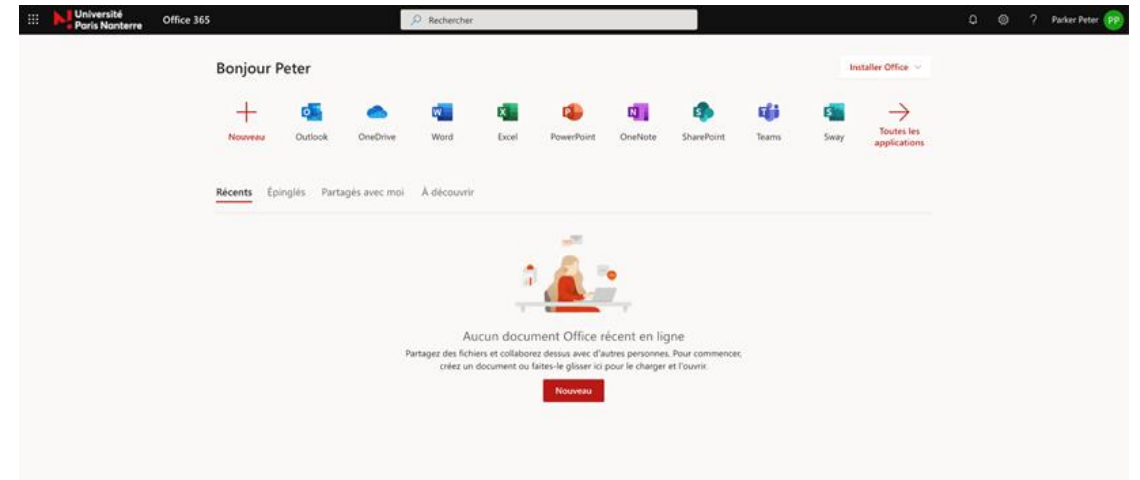 Université
Paris Nanterre
Office 365
Rechercher
Parker Peter PP
Bonjour Peter
Installer Office
Nouveau
Outlook
OneDrive
Word
Excel
PowerPoint
OneNote
SharePoint
Teams
Sway
Toutes les
applications
Récents Épinglés Partagés avec moi À découvrir
Aucun document Office récent en ligne
Partagez des fichiers et collaborez dessus avec d'autres personnes. Pour commencer,
créez un document ou faites-le glisser ici pour le charger et l'ouvrir.
Nouveau